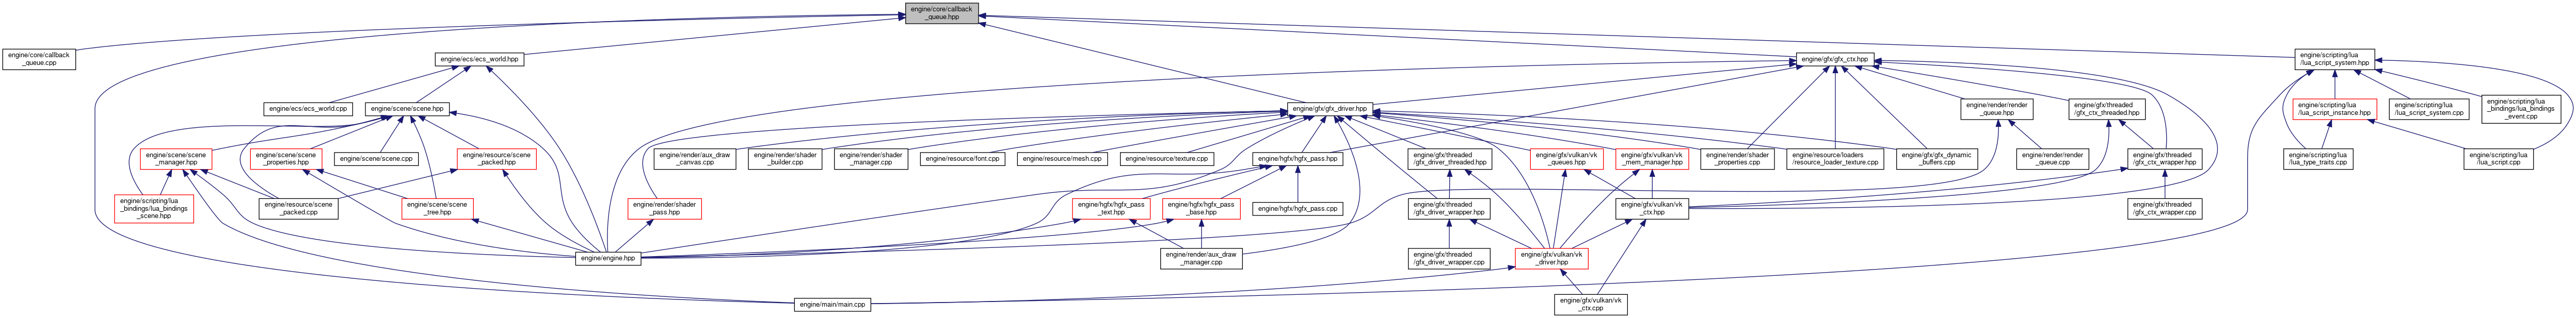 engine/core/callback
_queue.hpp
engine/core/callback
_queue.cpp
engine/ecs/ecs_world.hpp
engine/gfx/gfx_ctx.hpp
engine/scripting/lua
/lua_script_system.hpp
engine/ecs/ecs_world.cpp
engine/scene/scene.hpp
engine/gfx/gfx_driver.hpp
engine/render/render
_queue.hpp
engine/gfx/threaded
/gfx_ctx_threaded.hpp
engine/scripting/lua
/lua_script_instance.hpp
engine/scripting/lua
/lua_script_system.cpp
engine/scripting/lua
_bindings/lua_bindings
_event.cpp
engine/scene/scene
_manager.hpp
engine/scene/scene
_properties.hpp
engine/scene/scene.cpp
engine/resource/scene
_packed.hpp
engine/render/aux_draw
_canvas.cpp
engine/render/shader
_builder.cpp
engine/render/shader
_manager.cpp
engine/resource/font.cpp
engine/resource/mesh.cpp
engine/resource/texture.cpp
engine/hgfx/hgfx_pass.hpp
engine/gfx/threaded
/gfx_driver_threaded.hpp
engine/gfx/vulkan/vk
_queues.hpp
engine/gfx/vulkan/vk
_mem_manager.hpp
engine/render/shader
_properties.cpp
engine/resource/loaders
/resource_loader_texture.cpp
engine/gfx/gfx_dynamic
_buffers.cpp
engine/render/render
_queue.cpp
engine/gfx/threaded
/gfx_ctx_wrapper.hpp
engine/scripting/lua
/lua_type_traits.cpp
engine/scripting/lua
/lua_script.cpp
engine/scripting/lua
_bindings/lua_bindings
_scene.hpp
engine/resource/scene
_packed.cpp
engine/scene/scene
_tree.hpp
engine/render/shader
_pass.hpp
engine/hgfx/hgfx_pass
_text.hpp
engine/hgfx/hgfx_pass
_base.hpp
engine/hgfx/hgfx_pass.cpp
engine/gfx/threaded
/gfx_driver_wrapper.hpp
engine/gfx/vulkan/vk
_ctx.hpp
engine/gfx/threaded
/gfx_ctx_wrapper.cpp
engine/engine.hpp
engine/render/aux_draw
_manager.cpp
engine/gfx/threaded
/gfx_driver_wrapper.cpp
engine/gfx/vulkan/vk
_driver.hpp
engine/main/main.cpp
engine/gfx/vulkan/vk
_ctx.cpp